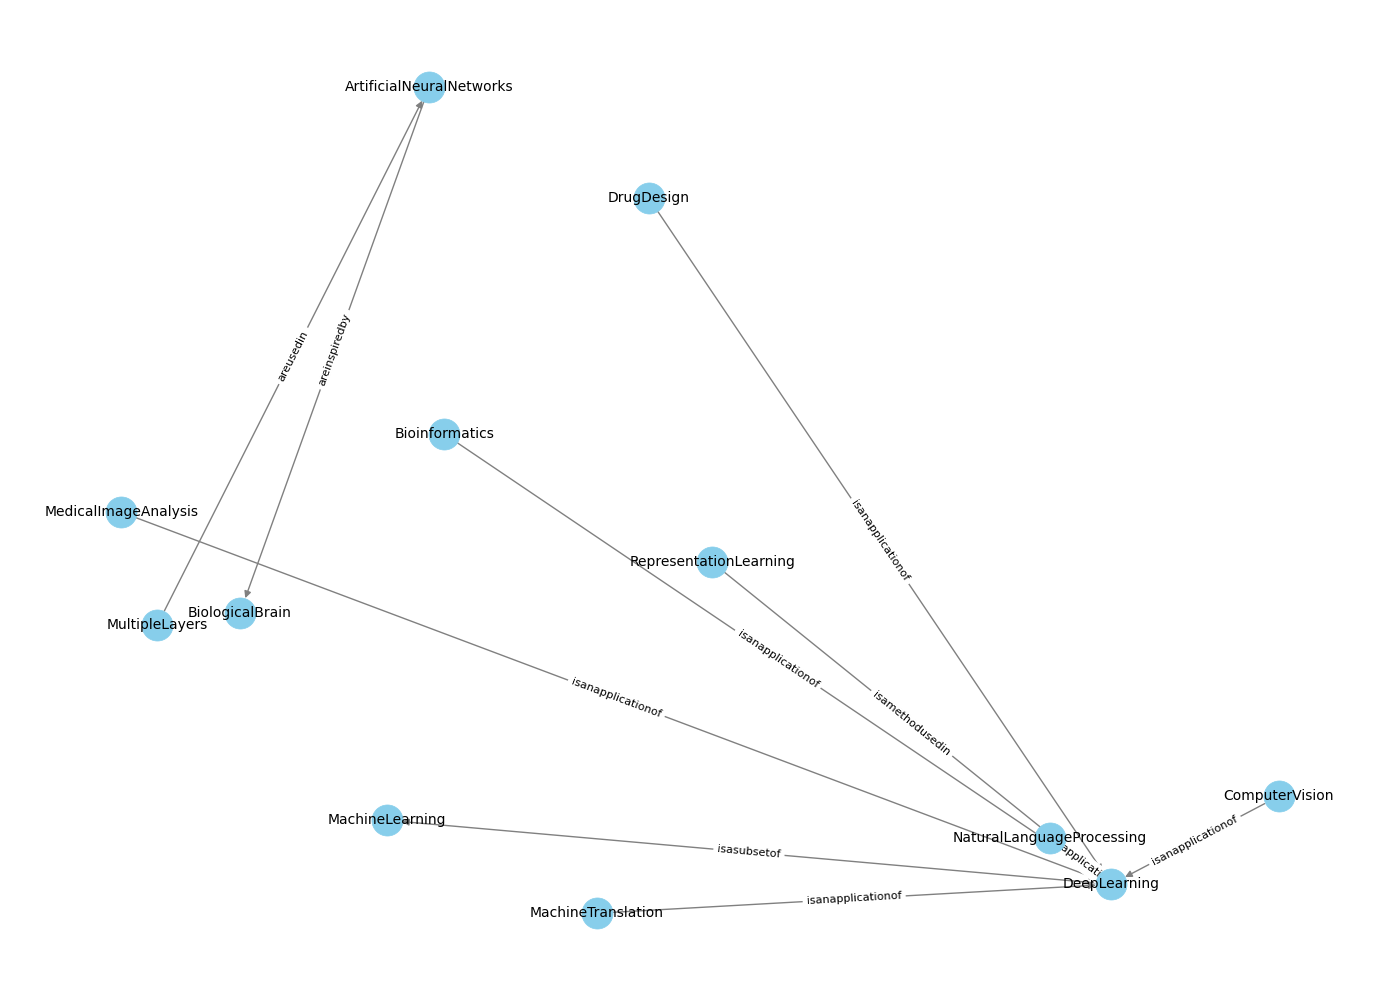 ArtificialNeuralNetworks
DrugDesign
areusedin
areinspiredby
Bioinformatics
MedicalImageAnalysis
isanapplicationof
RepresentationLearning
BiologicalBrain
MultipleLayers
isanapplicationof
isanapplicationof
isamethodusedin
ComputerVision
MachineLearning
NaturalLanguageProcessing
isanapplicationof
isasubsetof
DeepLearning
isanapplicationof
MachineTranslation